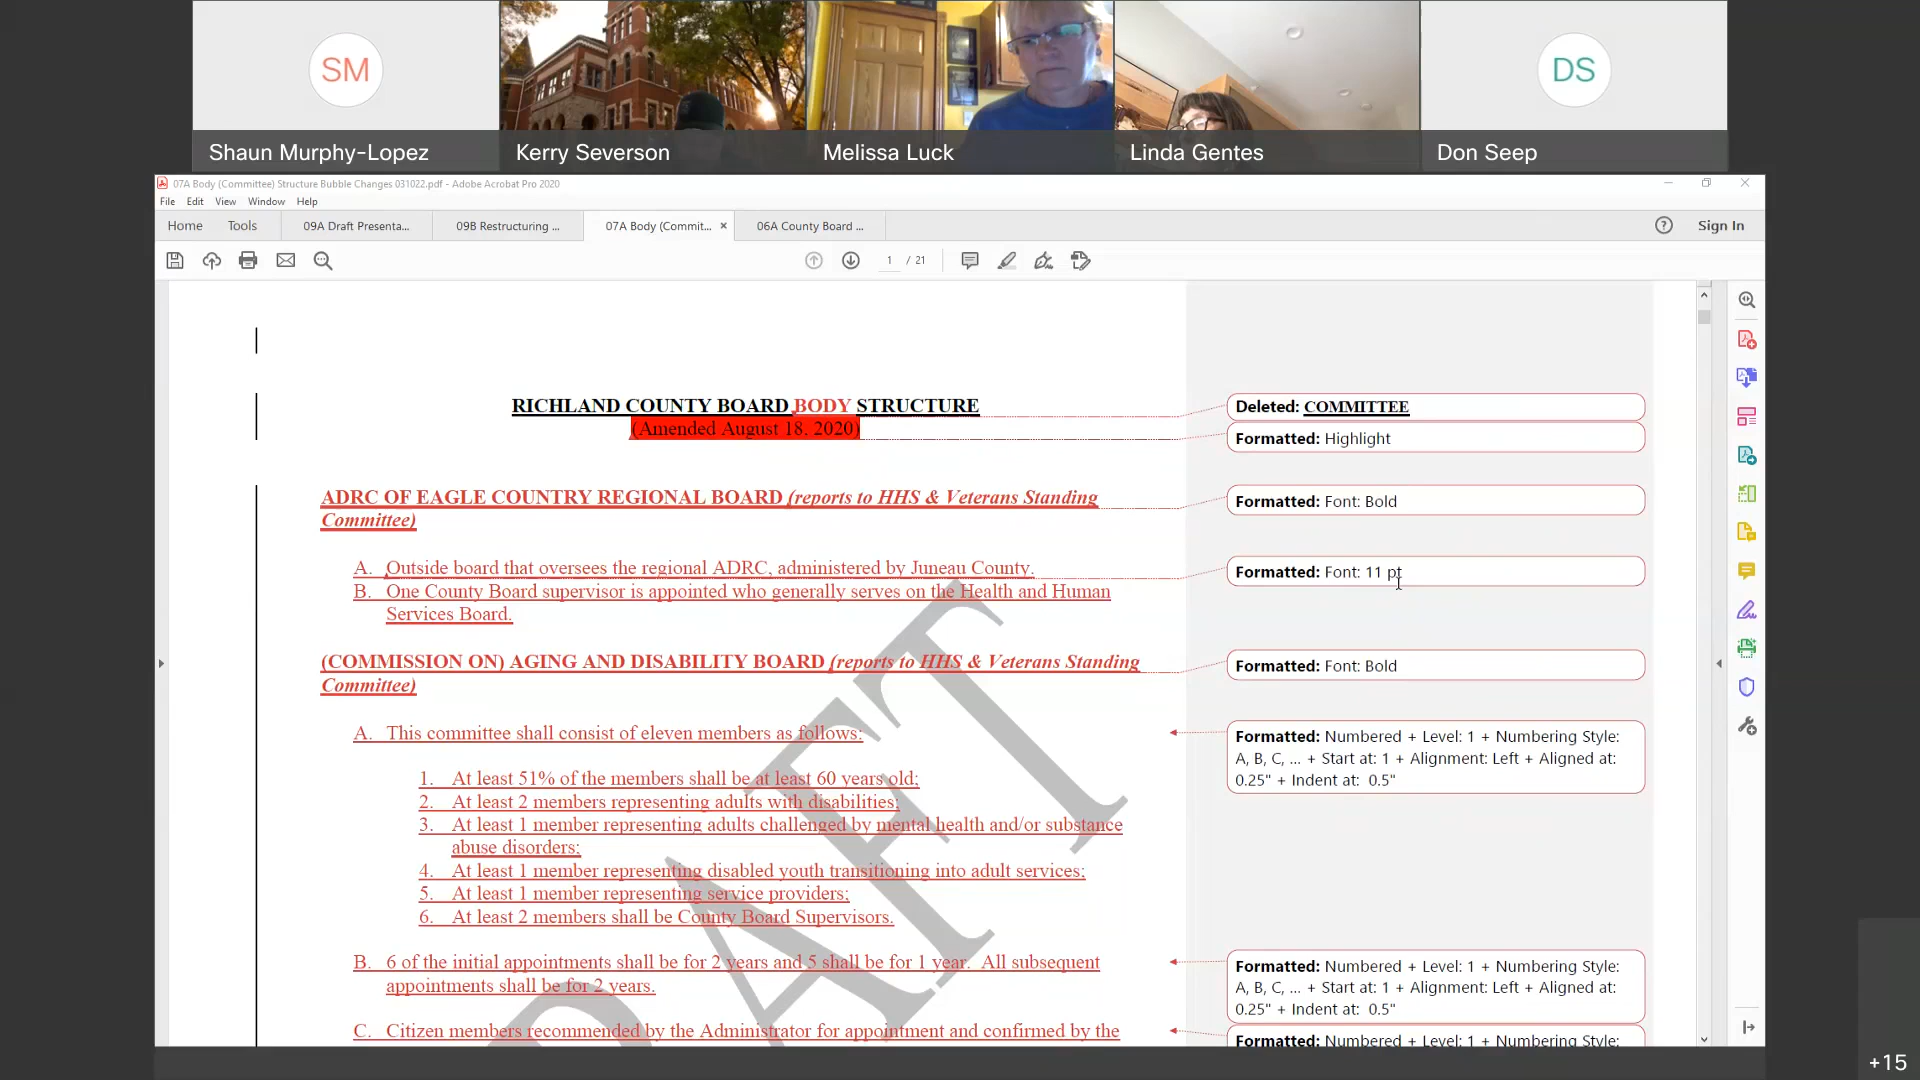 SM
DS
Shaun Murphy-Lopez
Kerry Severson
Melissa Luck
Linda Gentes
Don Seep
07A Body (Committee) Structure Bubble Changes 031022.pdf - Adobe Acrobat Pro 2020
File Edit View Window Help
Home Tools 09A Draft Presenta... 09B Restructuring ... 07A Body (Commit... × 06A County Board ... Sign In
1 / 21
RICHLAND COUNTY BOARD BODY STRUCTURE
(Amended August 18, 2020)
Deleted: COMMITTEE
Formatted: Highlight
ADRC OF EAGLE COUNTRY REGIONAL BOARD (reports to HHS & Veterans Standing
Committee)
Formatted: Font: Bold
A. Outside board that oversees the regional ADRC, administered by Juneau County.
B. One County Board supervisor is appointed who generally serves on the Health and Human
Services Board.
Formatted: Font: 11 pt
(COMMISSION ON) AGING AND DISABILITY BOARD (reports to HHS & Veterans Standing
Committee)
Formatted: Font: Bold
A. This committee shall consist of eleven members as follows:
Formatted: Numbered + Level: 1 + Numbering Style:
A, B, C, ... + Start at: 1 + Alignment: Left + Aligned at:
0.25" + Indent at: 0.5"
1. At least 51% of the members shall be at least 60 years old;
2. At least 2 members representing adults with disabilities;
3. At least 1 member representing adults challenged by mental health and/or substance
abuse disorders;
4. At least 1 member representing disabled youth transitioning into adult services;
5. At least 1 member representing service providers;
6. At least 2 members shall be County Board Supervisors.
B. 6 of the initial appointments shall be for 2 years and 5 shall be for 1 year. All subsequent
appointments shall be for 2 years.
Formatted: Numbered + Level: 1 + Numbering Style:
A, B, C, ... + Start at: 1 + Alignment: Left + Aligned at:
0.25" + Indent at: 0.5"
C. Citizen members recommended by the Administrator for appointment and confirmed by the
Formatted: Numbered + Level: 1 + Numbering Style:
DRAFT
+15